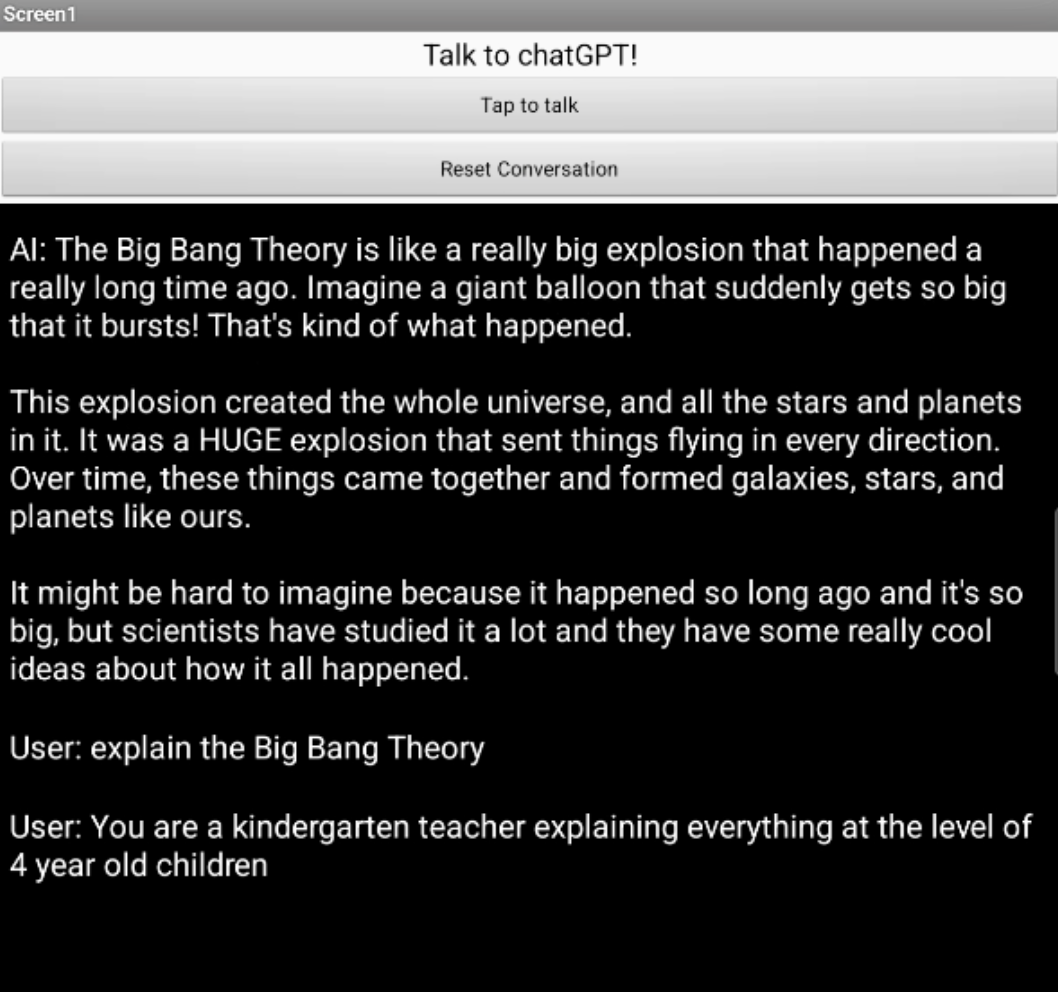 Screen1
Talk to chatGPT!
Tap to talk
Reset Conversation
AI: The Big Bang Theory is like a really big explosion that happened a
really long time ago. Imagine a giant balloon that suddenly gets so big
that it bursts! That's kind of what happened.
This explosion created the whole universe, and all the stars and planets
in it. It was a HUGE explosion that sent things flying in every direction.
Over time, these things came together and formed galaxies, stars, and
planets like ours.
It might be hard to imagine because it happened so long ago and it's so
big, but scientists have studied it a lot and they have some really cool
ideas about how it all happened.
User: explain the Big Bang Theory
User: You are a kindergarten teacher explaining everything at the level of
4 year old children